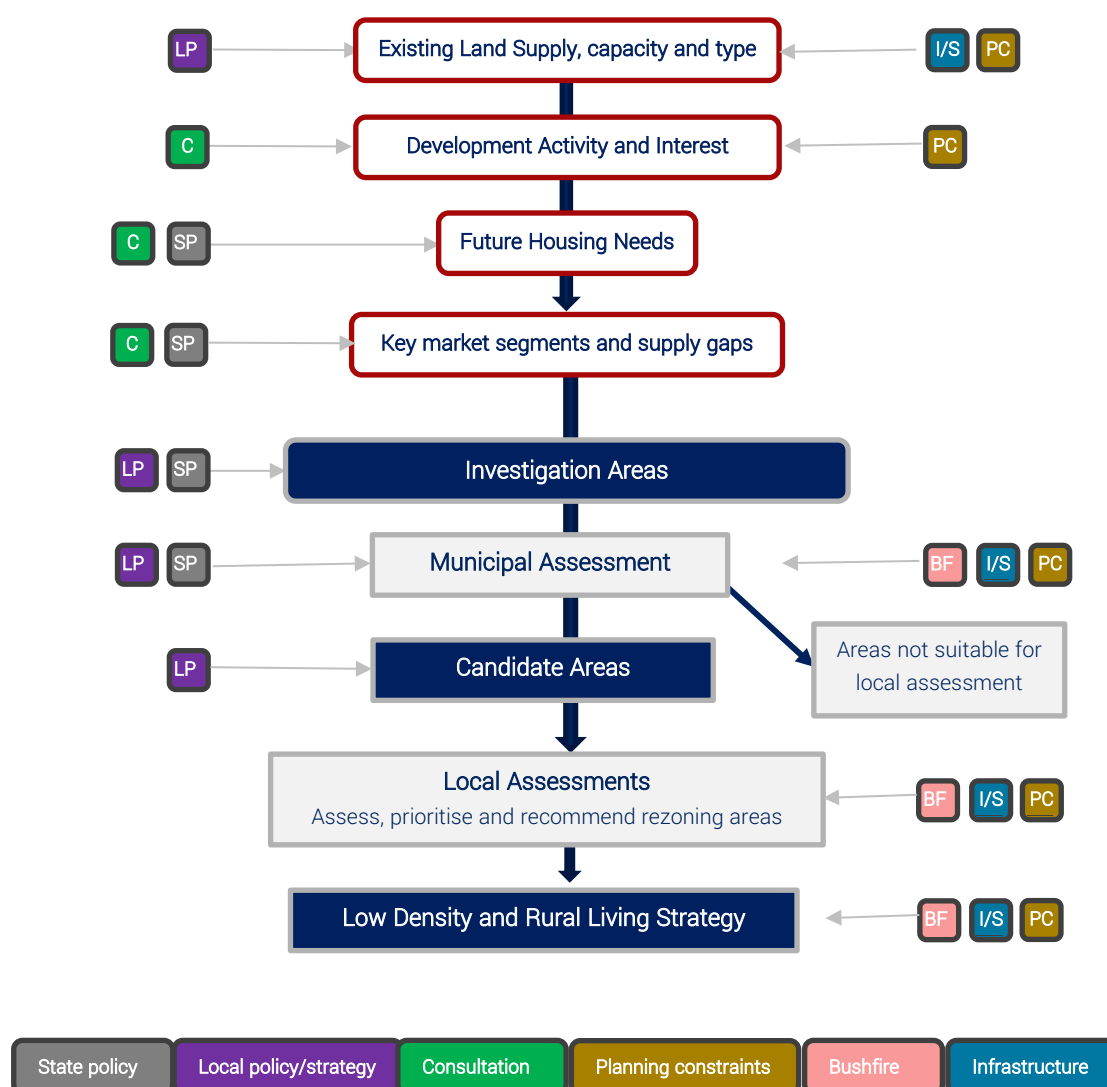 LP
Existing Land Supply, capacity and type
I/S
PC
C
Development Activity and Interest
PC
C
SP
Future Housing Needs
C
SP
Key market segments and supply gaps
LP
SP
Investigation Areas
LP
SP
Municipal Assessment
BF
I/S
PC
Areas not suitable for
local assessment
LP
Candidate Areas
Local Assessments
Assess, prioritise and recommend rezoning areas
BF
I/S
PC
Low Density and Rural Living Strategy
BF
I/S
PC
State policy
Local policy/strategy
Consultation
Planning constraints
Bushfire
Infrastructure